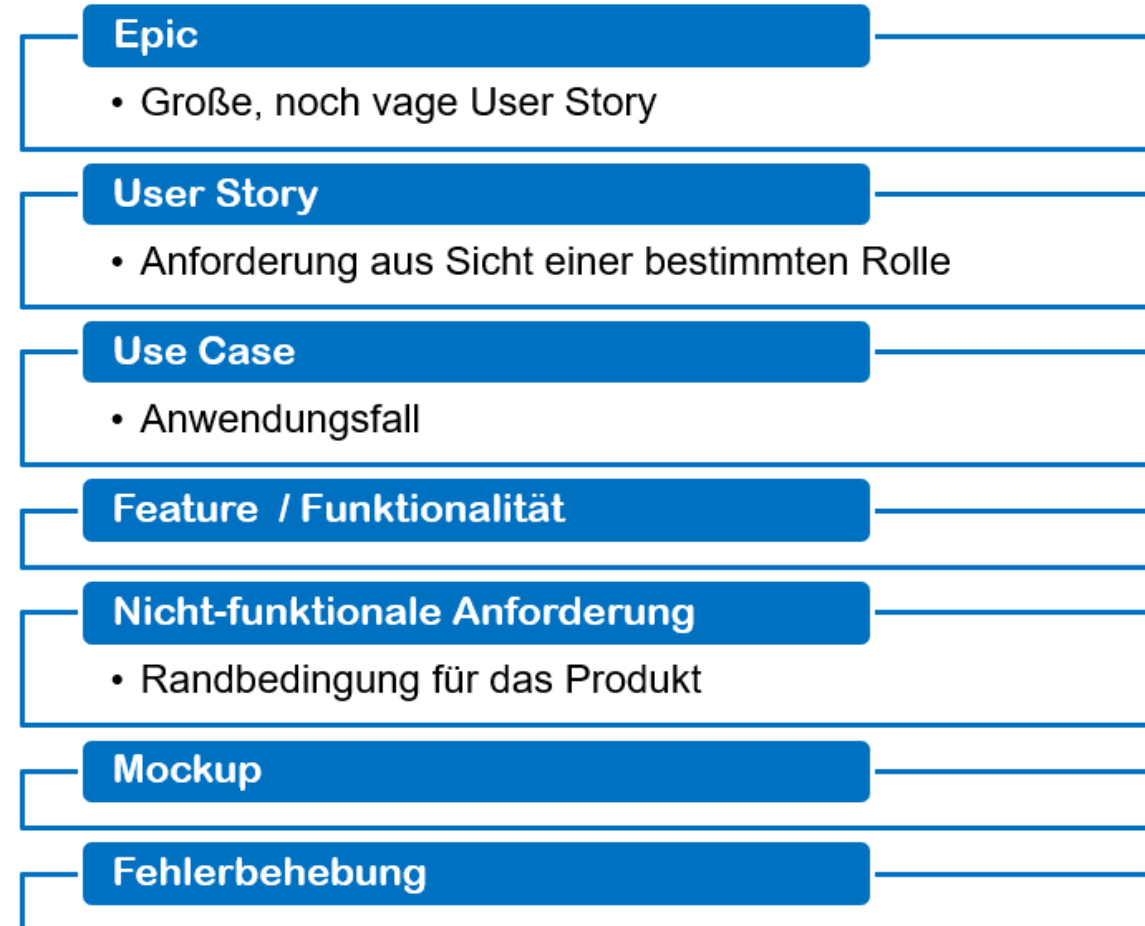 Epic
• Große, noch vage User Story
User Story
• Anforderung aus Sicht einer bestimmten Rolle
Use Case
• Anwendungsfall
Feature / Funktionalität
Nicht-funktionale Anforderung
• Randbedingung für das Produkt
Mockup
Fehlerbehebung